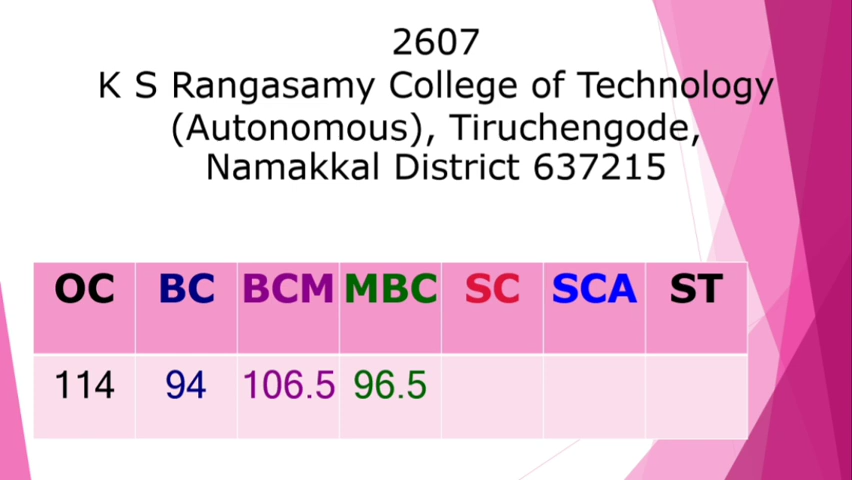 2607
K S Rangasamy College of Technology
(Autonomous), Tiruchengode,
Namakkal District 637215
OC BC BCM MBC SC SCA ST
114 94 106.5 96.5